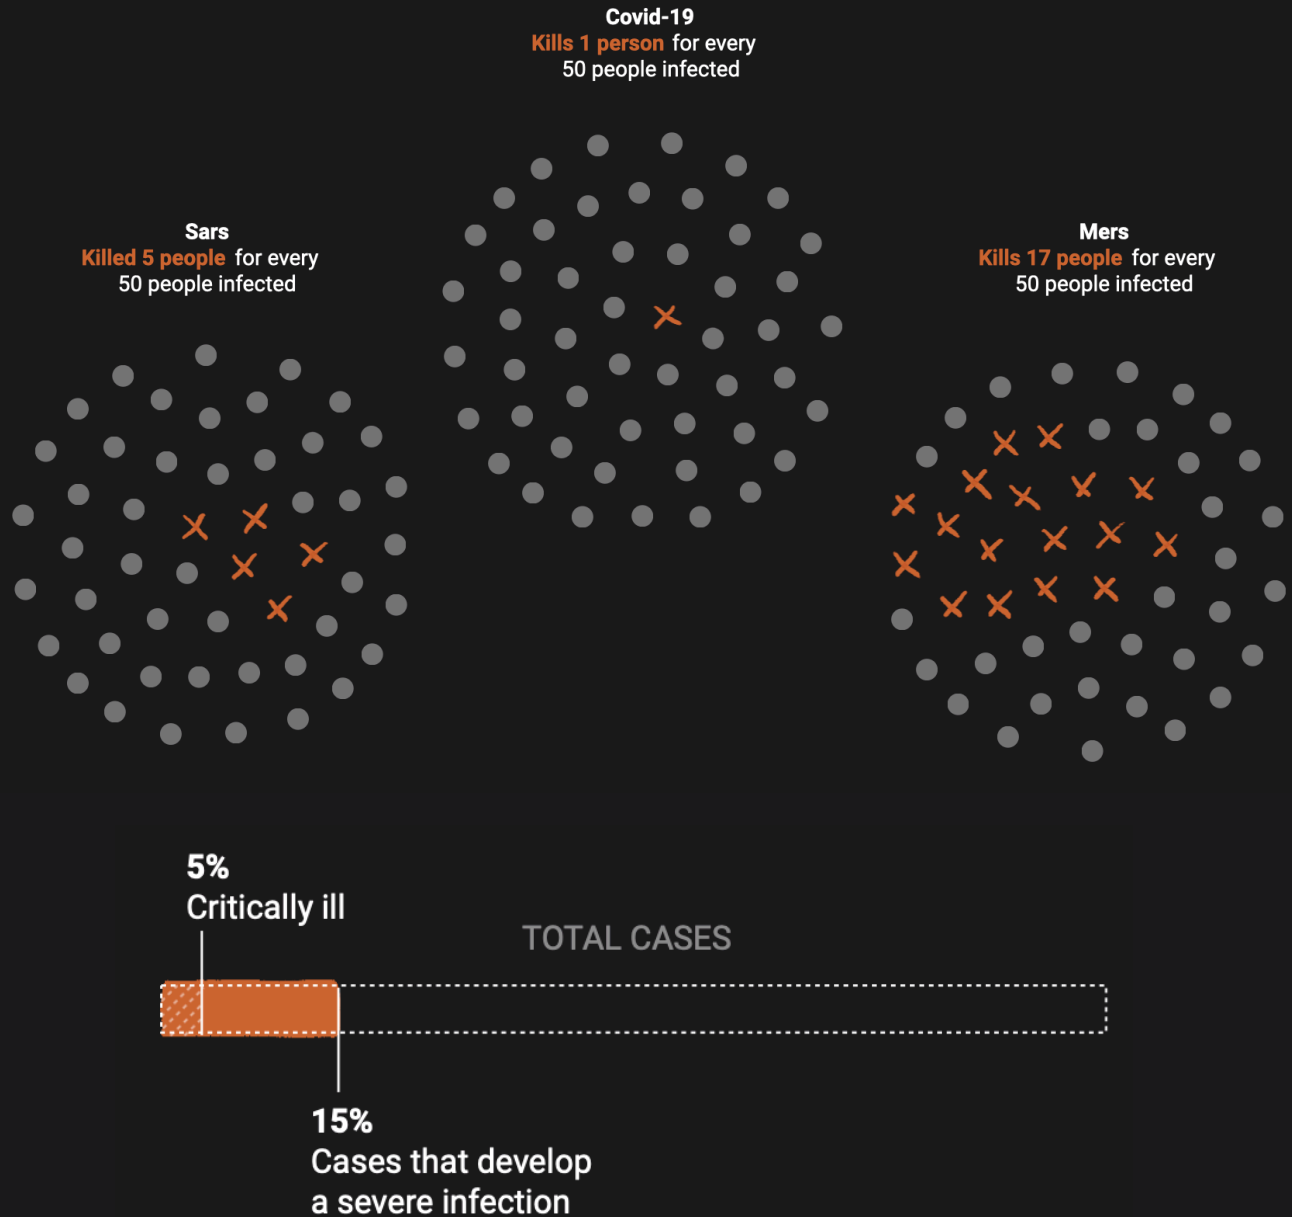 Covid-19
Kills 1 person for every
50 people infected
Sars
Killed 5 people for every
50 people infected
Mers
Kills 17 people for every
50 people infected
5%
Critically ill
TOTAL CASES
15%
Cases that develop
a severe infection